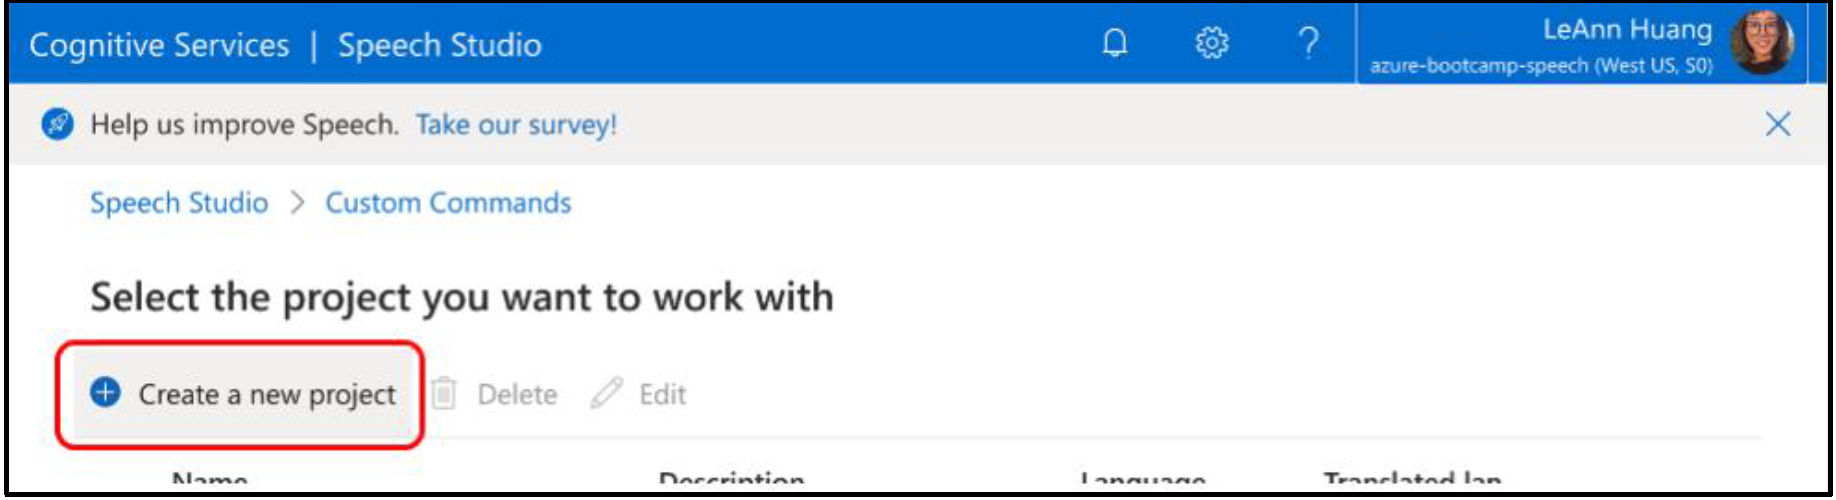 Cognitive Services | Speech Studio
?
LeAnn Huang
azure-bootcamp-speech (West US, S0)
Help us improve Speech. Take our survey!
Speech Studio > Custom Commands
Select the project you want to work with
Create a new project Delete Edit
Name Description Language Translated lan